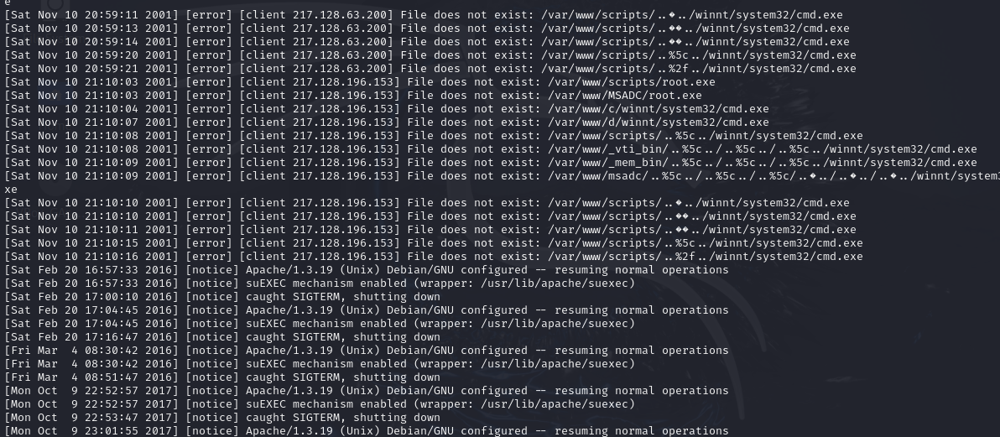 e
[Sat Nov 10 20:59:11 2001] [error] [client 217.128.63.200] File does not exist: /var/www/scripts/..�../winnt/system32/cmd.exe
[Sat Nov 10 20:59:13 2001] [error] [client 217.128.63.200] File does not exist: /var/www/scripts/..��../winnt/system32/cmd.exe
[Sat Nov 10 20:59:14 2001] [error] [client 217.128.63.200] File does not exist: /var/www/scripts/..��../winnt/system32/cmd.exe
[Sat Nov 10 20:59:20 2001] [error] [client 217.128.63.200] File does not exist: /var/www/scripts/..%5c../winnt/system32/cmd.exe
[Sat Nov 10 20:59:21 2001] [error] [client 217.128.63.200] File does not exist: /var/www/scripts/..%2f../winnt/system32/cmd.exe
[Sat Nov 10 21:10:03 2001] [error] [client 217.128.196.153] File does not exist: /var/www/scripts/root.exe
[Sat Nov 10 21:10:03 2001] [error] [client 217.128.196.153] File does not exist: /var/www/MSADC/root.exe
[Sat Nov 10 21:10:04 2001] [error] [client 217.128.196.153] File does not exist: /var/www/c/winnt/system32/cmd.exe
[Sat Nov 10 21:10:07 2001] [error] [client 217.128.196.153] File does not exist: /var/www/d/winnt/system32/cmd.exe
[Sat Nov 10 21:10:08 2001] [error] [client 217.128.196.153] File does not exist: /var/www/scripts/..%5c../winnt/system32/cmd.exe
[Sat Nov 10 21:10:08 2001] [error] [client 217.128.196.153] File does not exist: /var/www/_vti_bin/..%5c../..%5c../..%5c../winnt/system32/cmd.exe
[Sat Nov 10 21:10:09 2001] [error] [client 217.128.196.153] File does not exist: /var/www/_mem_bin/..%5c../..%5c../..%5c../winnt/system32/cmd.exe
[Sat Nov 10 21:10:09 2001] [error] [client 217.128.196.153] File does not exist: /var/www/msadc/..%5c../..%5c../..%5c/..�../..�../..�../winnt/system3
xe
[Sat Nov 10 21:10:10 2001] [error] [client 217.128.196.153] File does not exist: /var/www/scripts/..�../winnt/system32/cmd.exe
[Sat Nov 10 21:10:10 2001] [error] [client 217.128.196.153] File does not exist: /var/www/scripts/..��../winnt/system32/cmd.exe
[Sat Nov 10 21:10:11 2001] [error] [client 217.128.196.153] File does not exist: /var/www/scripts/..��../winnt/system32/cmd.exe
[Sat Nov 10 21:10:15 2001] [error] [client 217.128.196.153] File does not exist: /var/www/scripts/..%5c../winnt/system32/cmd.exe
[Sat Nov 10 21:10:16 2001] [error] [client 217.128.196.153] File does not exist: /var/www/scripts/..%2f../winnt/system32/cmd.exe
[Sat Feb 20 16:57:33 2016] [notice] Apache/1.3.19 (Unix) Debian/GNU configured -- resuming normal operations
[Sat Feb 20 16:57:33 2016] [notice] suEXEC mechanism enabled (wrapper: /usr/lib/apache/suexec)
[Sat Feb 20 17:00:10 2016] [notice] caught SIGTERM, shutting down
[Sat Feb 20 17:04:45 2016] [notice] Apache/1.3.19 (Unix) Debian/GNU configured -- resuming normal operations
[Sat Feb 20 17:04:45 2016] [notice] suEXEC mechanism enabled (wrapper: /usr/lib/apache/suexec)
[Sat Feb 20 17:16:47 2016] [notice] caught SIGTERM, shutting down
[Fri Mar  4 08:30:42 2016] [notice] Apache/1.3.19 (Unix) Debian/GNU configured -- resuming normal operations
[Fri Mar  4 08:30:42 2016] [notice] suEXEC mechanism enabled (wrapper: /usr/lib/apache/suexec)
[Fri Mar  4 08:51:47 2016] [notice] caught SIGTERM, shutting down
[Mon Oct  9 22:52:57 2017] [notice] Apache/1.3.19 (Unix) Debian/GNU configured -- resuming normal operations
[Mon Oct  9 22:52:57 2017] [notice] suEXEC mechanism enabled (wrapper: /usr/lib/apache/suexec)
[Mon Oct  9 22:53:47 2017] [notice] caught SIGTERM, shutting down
[Mon Oct  9 23:01:55 2017] [notice] Apache/1.3.19 (Unix) Debian/GNU configured -- resuming normal operations